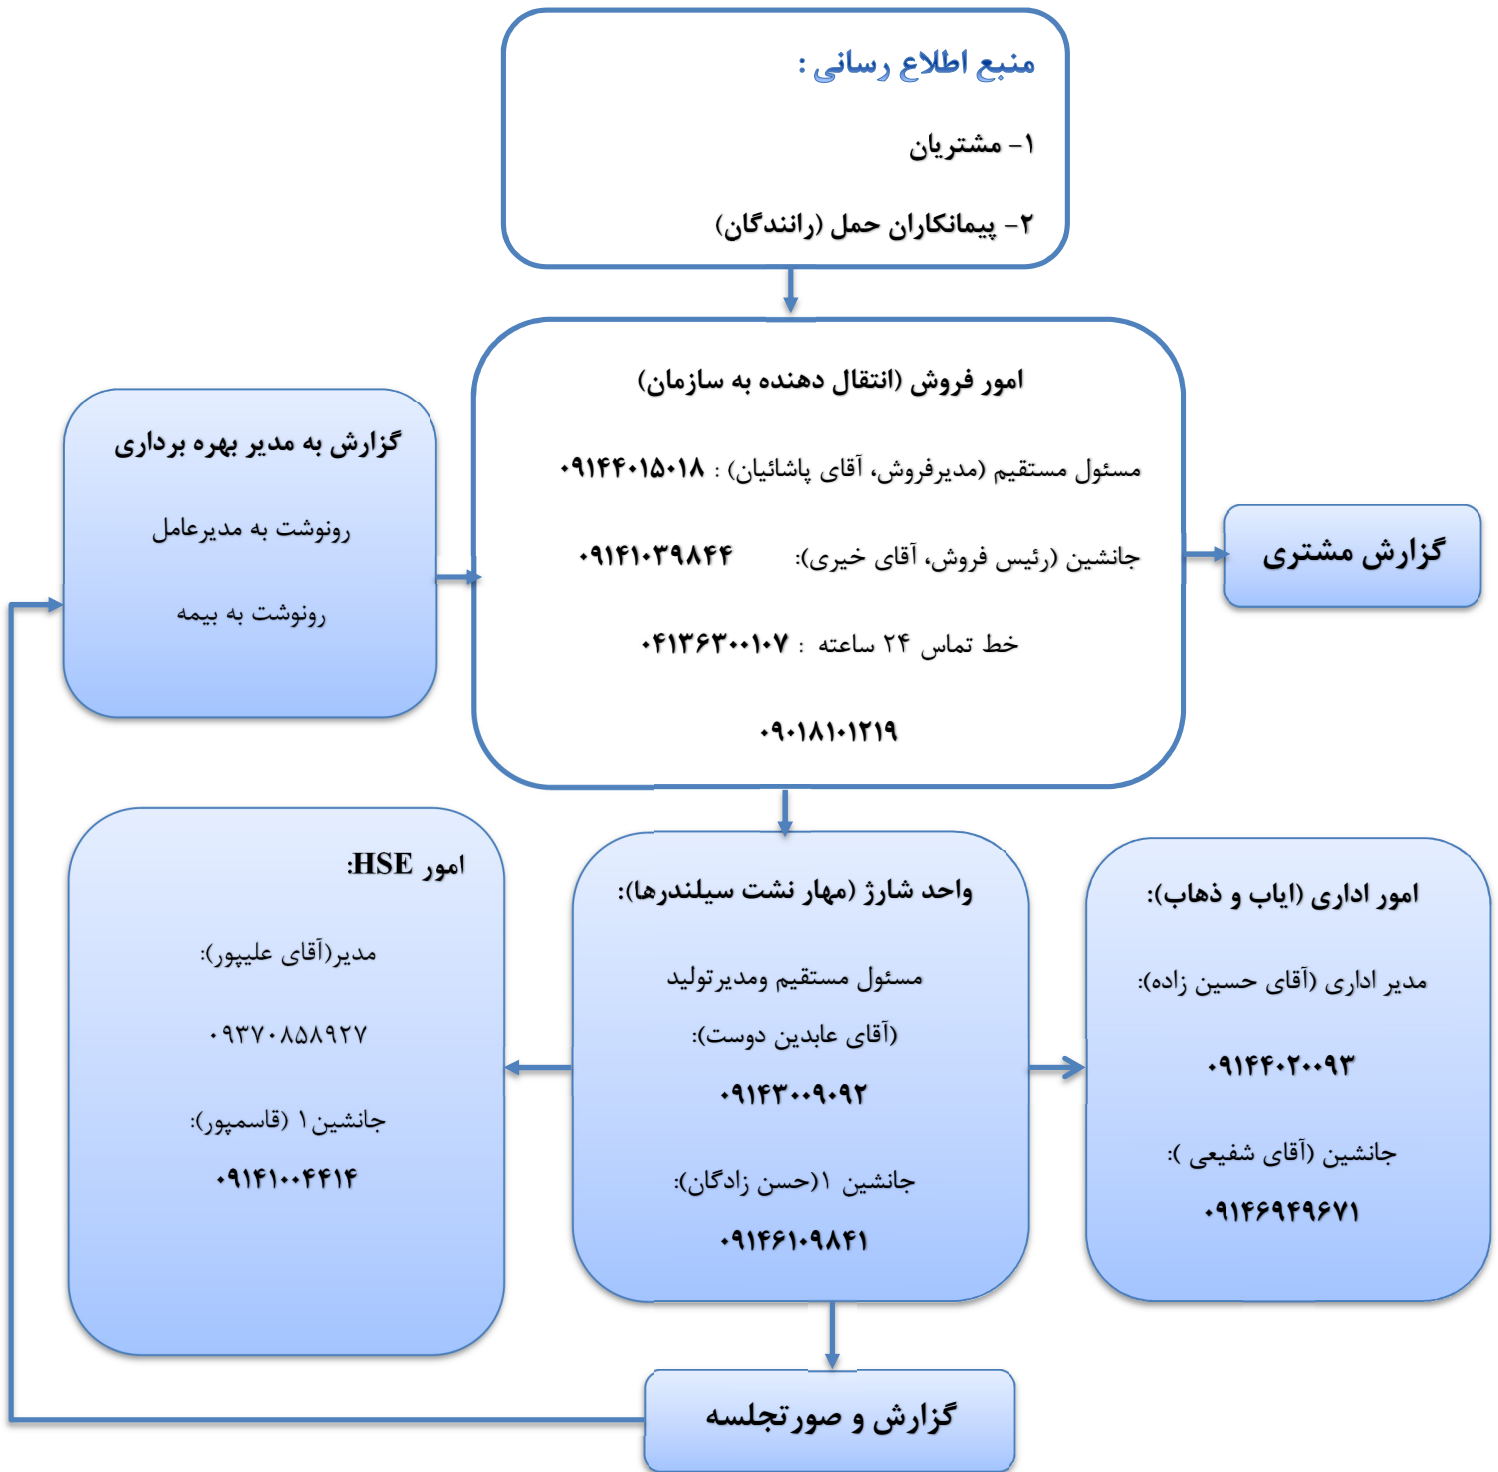 منبع اطلاع رسانی :
۱- مشتریان
۲- پیمانکاران حمل (رانندگان)
امور فروش (انتقال دهنده به سازمان)
مسئول مستقیم (مدیرفروش، آقای پاشائیان) : ۰۹۱۴۴۰۱۵۰۱۸
جانشین (رئیس فروش، آقای خیری): ۰۹۱۴۱۰۳۹۸۴۴
خط تماس ۲۴ ساعته : ۰۴۱۳۶۳۰۰۱۰۷
۰۹۰۱۸۱۰۱۲۱۹
گزارش مشتری
گزارش به مدیر بهره برداری
رونوشت به مدیرعامل
رونوشت به بیمه
امور اداری (ایاب و ذهاب):
مدیر اداری (آقای حسین زاده):
۰۹۱۴۴۰۲۰۰۹۳
جانشین (آقای شفیعی ):
۰۹۱۴۶۹۴۹۶۷۱
واحد شارژ (مهار نشت سیلندرها):
مسئول مستقیم ومدیرتولید
(آقای عابدین دوست):
۰۹۱۴۳۰۰۹۰۹۲
جانشین ۱(حسن زادگان):
۰۹۱۴۶۱۰۹۸۴۱
امور HSE:
مدیر(آقای علیپور):
۰۹۳۷۰۸۵۸۹۲۷
جانشین۱ (قاسمپور):
۰۹۱۴۱۰۰۴۴۱۴
گزارش و صورتجلسه